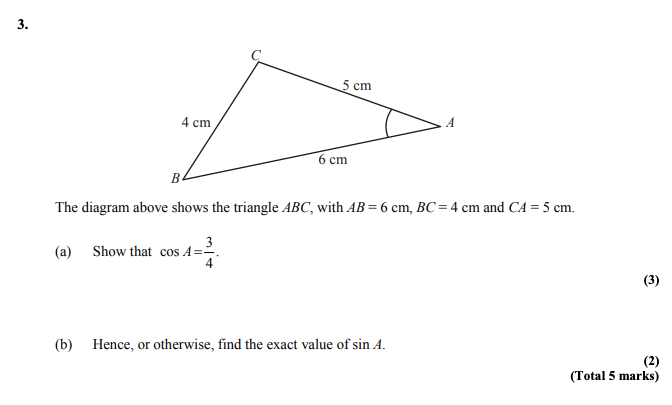 3.
C
5 cm
4 cm
A
6 cm
B
The diagram above shows the triangle ABC, with AB = 6 cm, BC = 4 cm and CA = 5 cm.
(a) Show that cos A = 3/4.
(3)
(b) Hence, or otherwise, find the exact value of sin A.
(2)
(Total 5 marks)